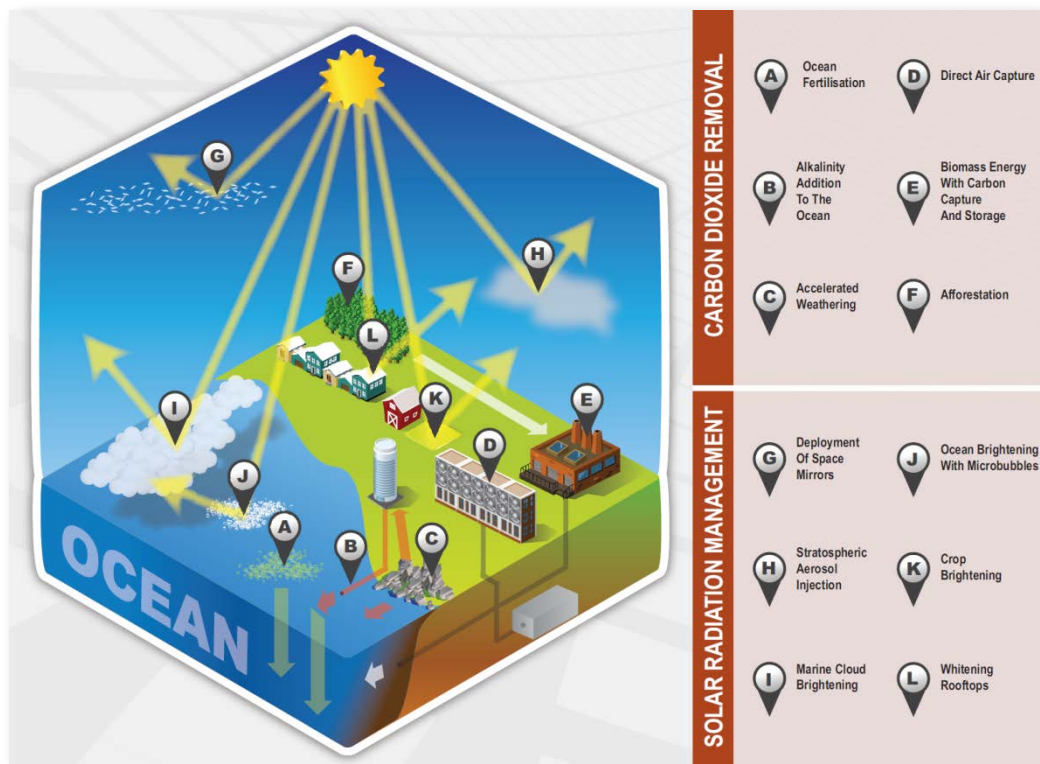 G
H
F
L
I
K
E
D
J
A
B
C
OCEAN
CARBON DIOXIDE REMOVAL
A
Ocean
Fertilisation
D
Direct Air Capture
B
Alkalinity
Addition
To The
Ocean
E
Biomass Energy
With Carbon
Capture
And Storage
C
Accelerated
Weathering
F
Afforestation
SOLAR RADIATION MANAGEMENT
G
Deployment
Of Space
Mirrors
J
Ocean Brightening
With Microbubbles
H
Stratospheric
Aerosol
Injection
K
Crop
Brightening
I
Marine Cloud
Brightening
L
Whitening
Rooftops